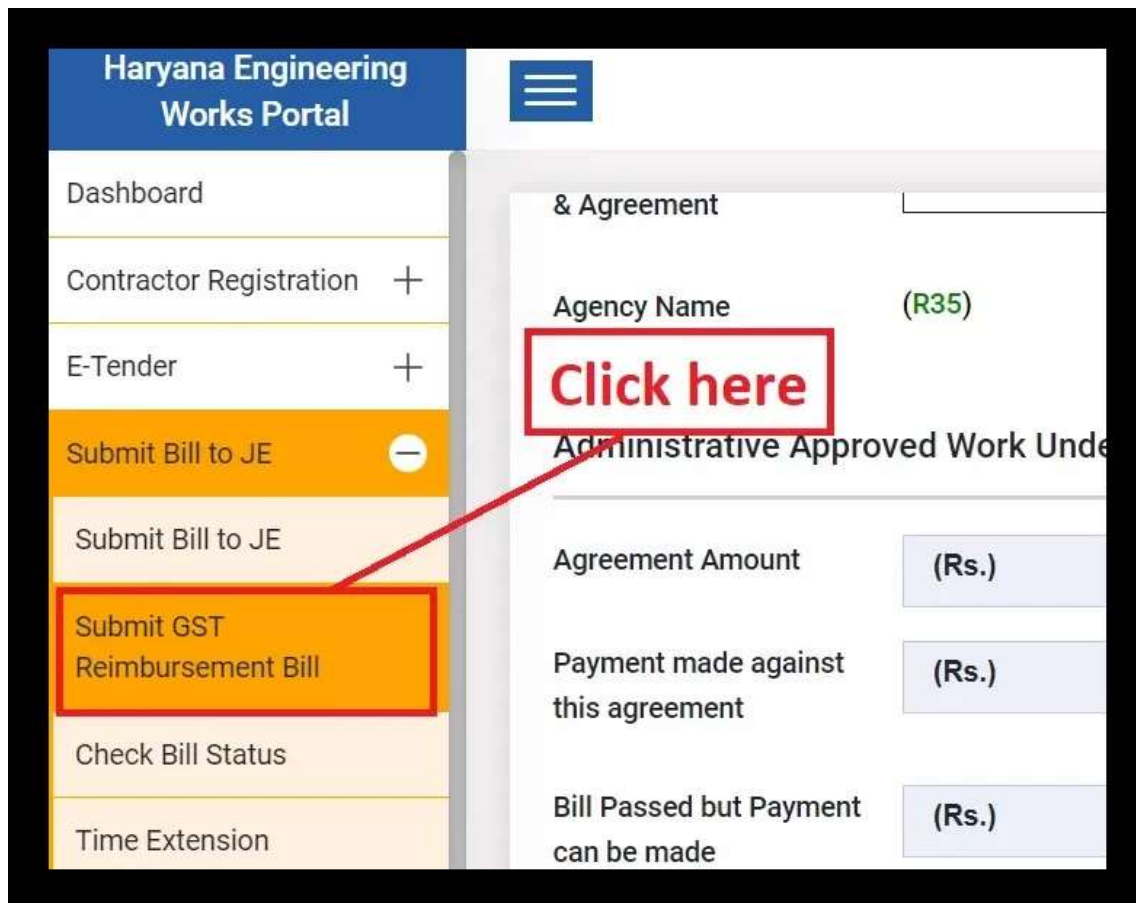 Haryana Engineering
Works Portal
Dashboard
Contractor Registration
E-Tender
Submit Bill to JE
Submit Bill to JE
Submit GST
Reimbursement Bill
Check Bill Status
Time Extension
& Agreement
Agency Name (R35)
Click here
Administrative Approved Work Unde
Agreement Amount (Rs.)
Payment made against (Rs.)
this agreement
Bill Passed but Payment (Rs.)
can be made